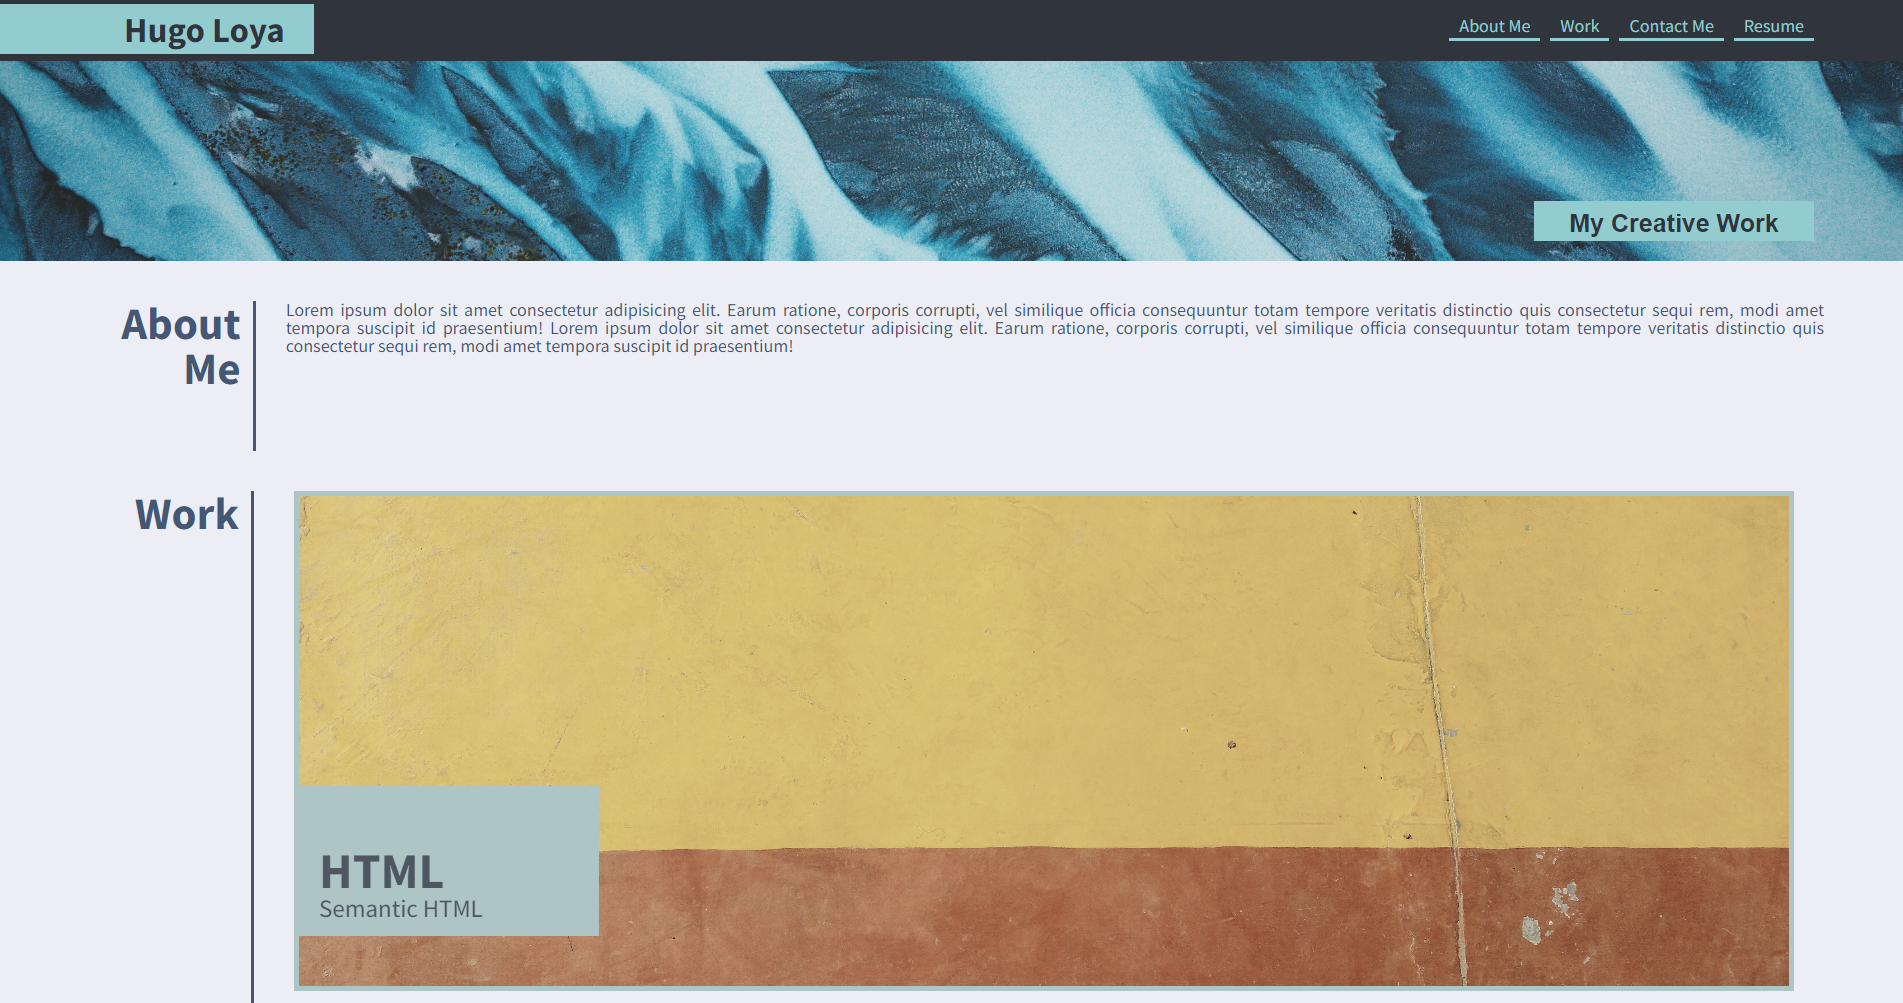 Hugo Loya
About Me Work Contact Me Resume
My Creative Work
About
Me
Lorem ipsum dolor sit amet consectetur adipisicing elit. Earum ratione, corporis corrupti, vel similique officia consequuntur totam tempore veritatis distinctio quis consectetur sequi rem, modi amet
tempora suscipit id praesentium! Lorem ipsum dolor sit amet consectetur adipisicing elit. Earum ratione, corporis corrupti, vel similique officia consequuntur totam tempore veritatis distinctio quis
consectetur sequi rem, modi amet tempora suscipit id praesentium!
Work
HTML
Semantic HTML